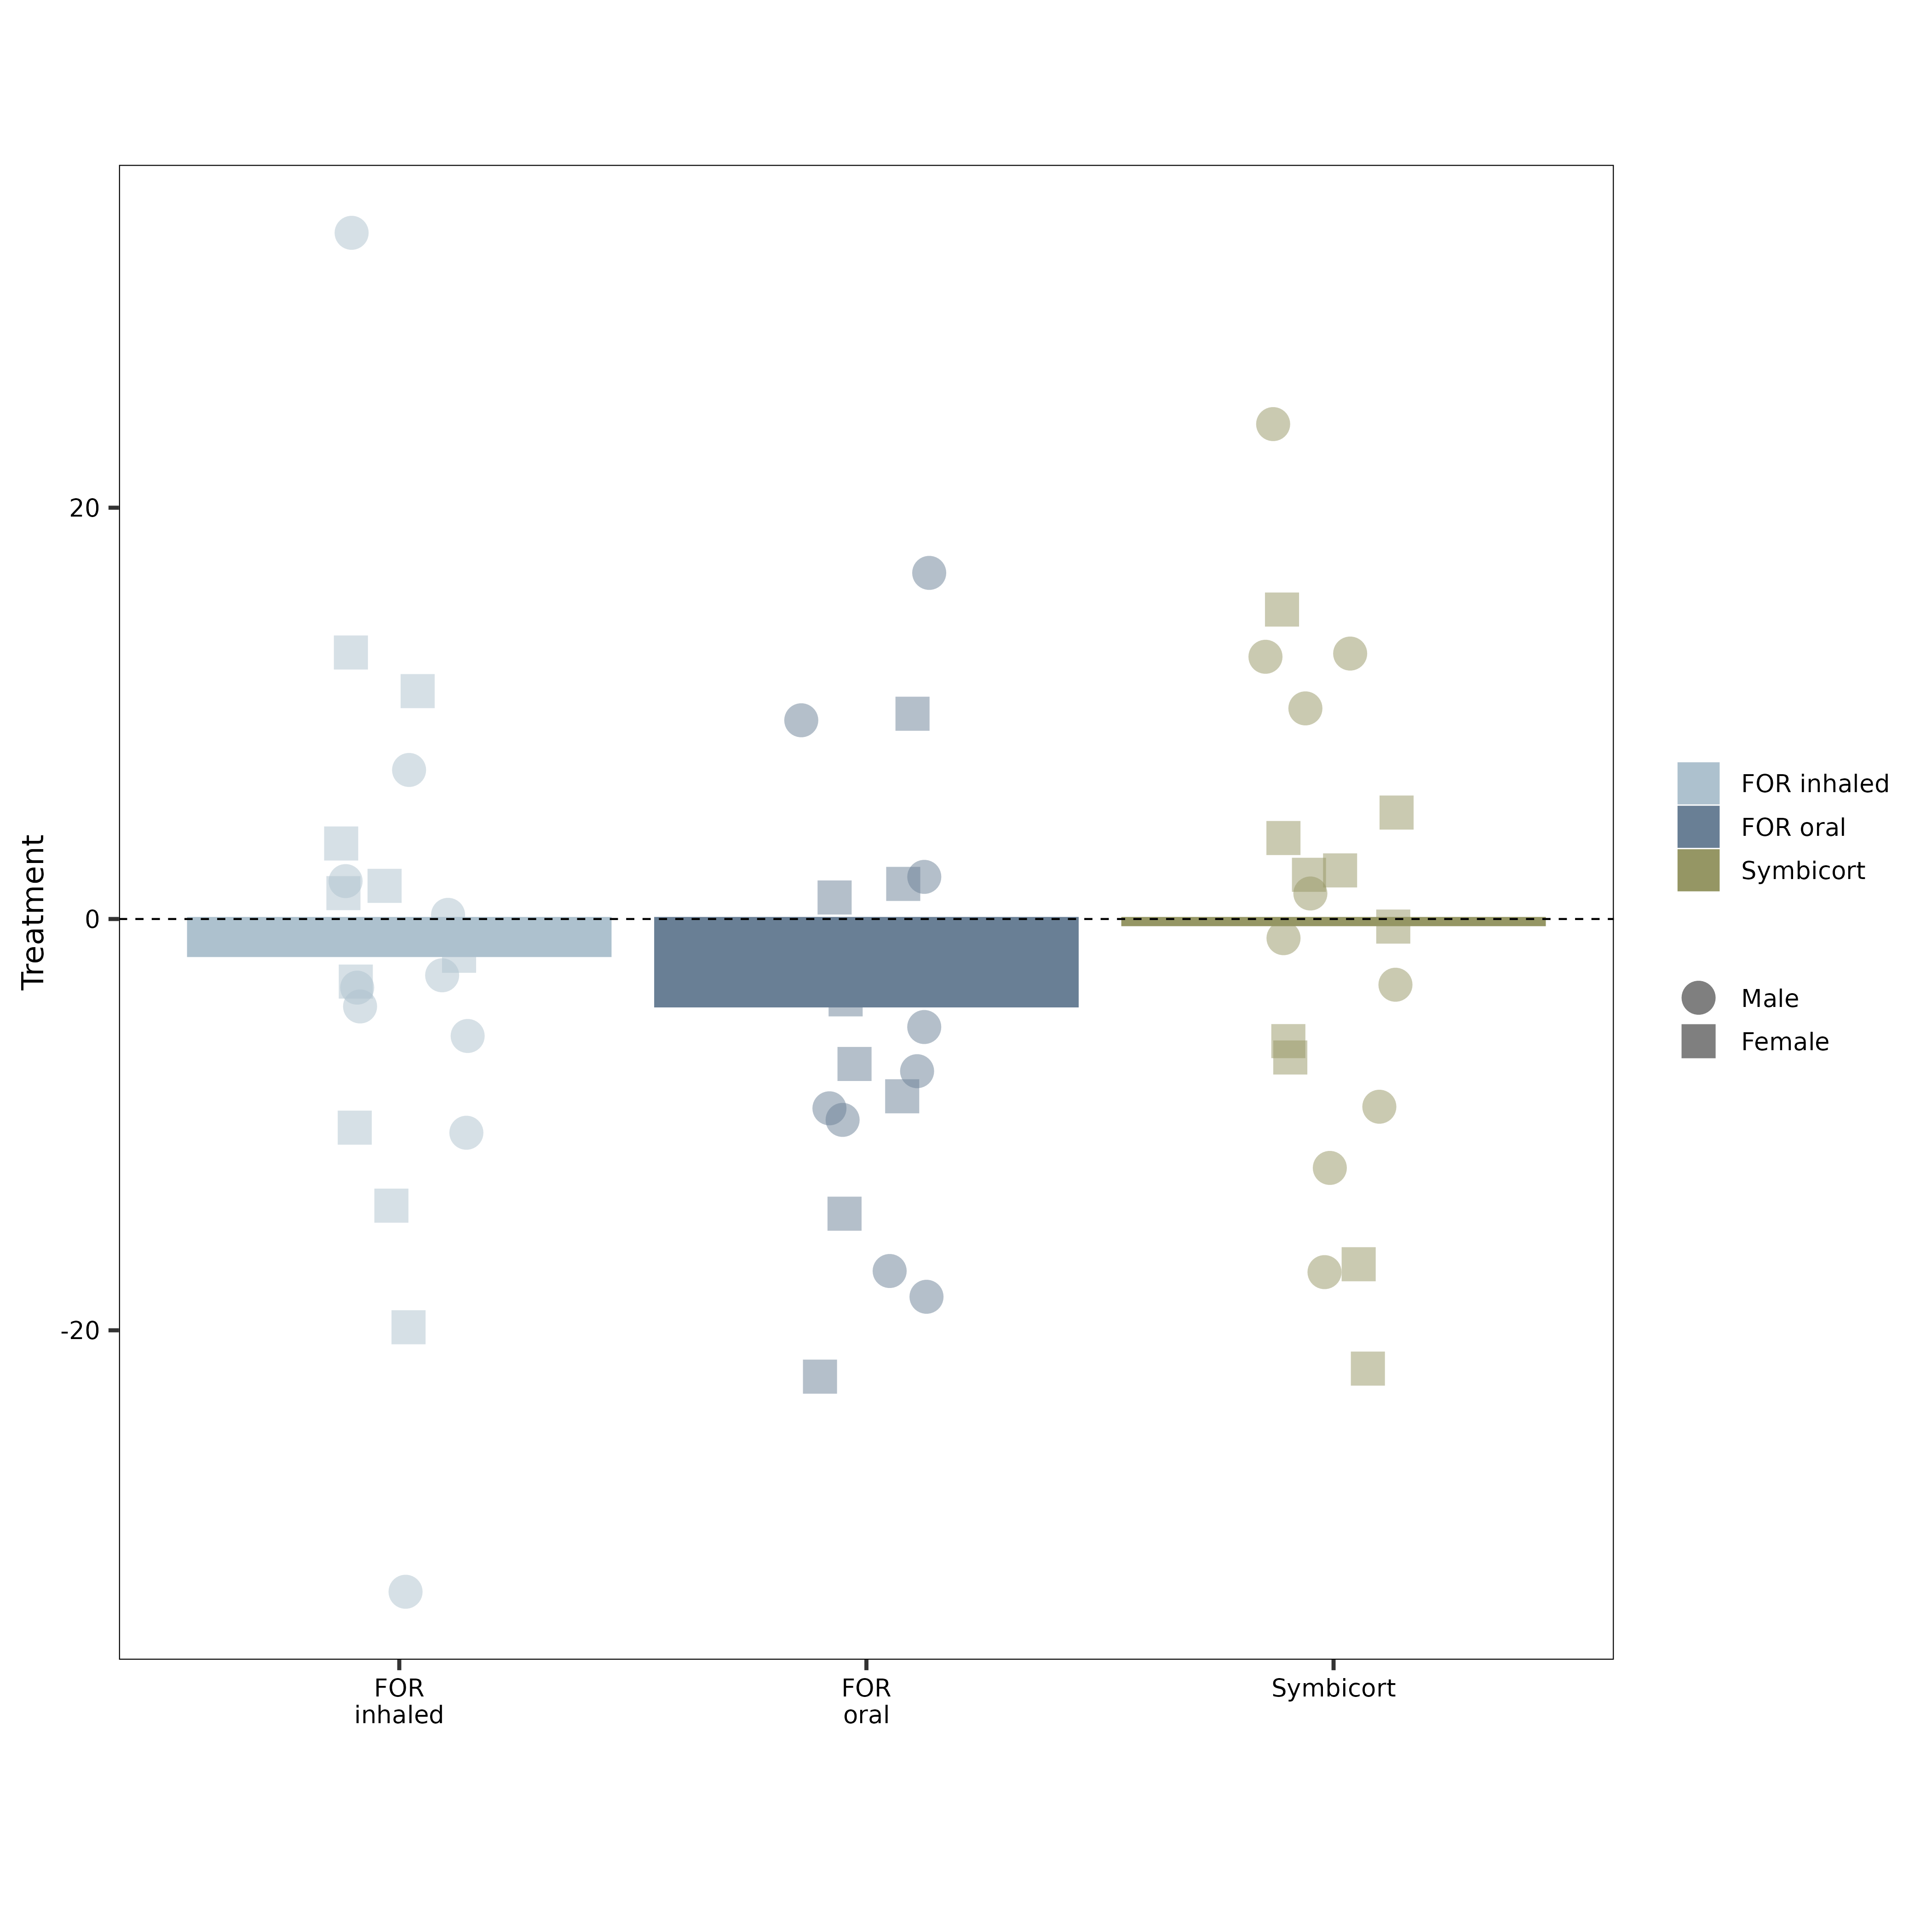 Treatment
20
0
-20
FOR
inhaled
FOR
oral
Symbicort
FOR inhaled
FOR oral
Symbicort
Male
Female